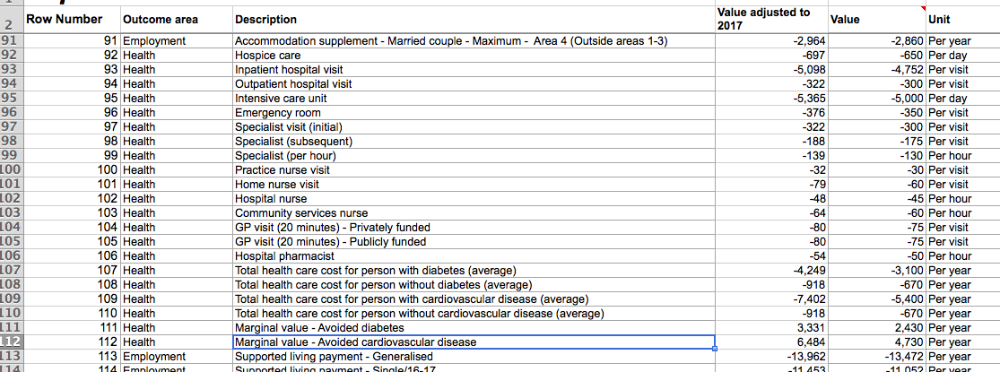 2 Row Number Outcome area Description Value adjusted to 2017 Value Unit
91 91 Employment Accommodation supplement - Married couple - Maximum - Area 4 (Outside areas 1-3) -2,964 -2,860 Per year
92 92 Health Hospice care -697 -650 Per day
93 93 Health Inpatient hospital visit -5,098 -4,752 Per visit
94 94 Health Outpatient hospital visit -322 -300 Per visit
95 95 Health Intensive care unit -5,365 -5,000 Per day
96 96 Health Emergency room -376 -350 Per visit
97 97 Health Specialist visit (initial) -322 -300 Per visit
98 98 Health Specialist (subsequent) -188 -175 Per visit
99 99 Health Specialist (per hour) -139 -130 Per hour
100 100 Health Practice nurse visit -32 -30 Per visit
101 101 Health Home nurse visit -79 -60 Per visit
102 102 Health Hospital nurse -48 -45 Per hour
103 103 Health Community services nurse -64 -60 Per hour
104 104 Health GP visit (20 minutes) - Privately funded -80 -75 Per visit
105 105 Health GP visit (20 minutes) - Publicly funded -80 -75 Per visit
106 106 Health Hospital pharmacist -54 -50 Per hour
107 107 Health Total health care cost for person with diabetes (average) -4,249 -3,100 Per year
108 108 Health Total health care cost for person without diabetes (average) -918 -670 Per year
109 109 Health Total health care cost for person with cardiovascular disease (average) -7,402 -5,400 Per year
110 110 Health Total health care cost for person without cardiovascular disease (average) -918 -670 Per year
111 111 Health Marginal value - Avoided diabetes 3,331 2,430 Per year
112 112 Health Marginal value - Avoided cardiovascular disease 6,484 4,730 Per year
113 113 Employment Supported living payment - Generalised -13,962 -13,472 Per year
114 114 Employment Supported living payment - Single/16-17 -11,453 -11,052 Per year